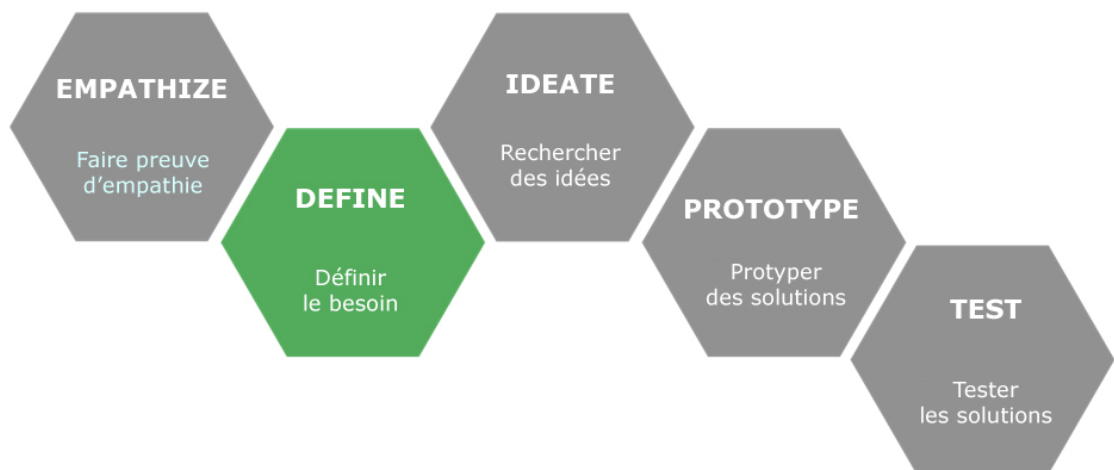 EMPATHIZE
Faire preuve
d'empathie
DEFINE
Définir
le besoin
IDEATE
Rechercher
des idées
PROTOTYPE
Protyper
des solutions
TEST
Tester
les solutions